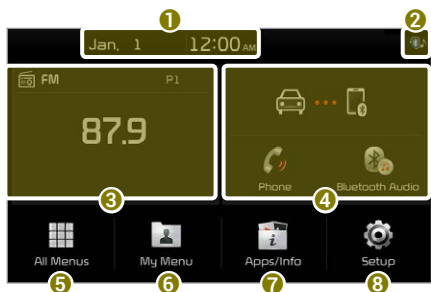 1 2
Jan. 1 12:00 AM
FM P1
87.9
Phone Bluetooth Audio
3 4
All Menus My Menu Apps/Info Setup
5 6 7 8